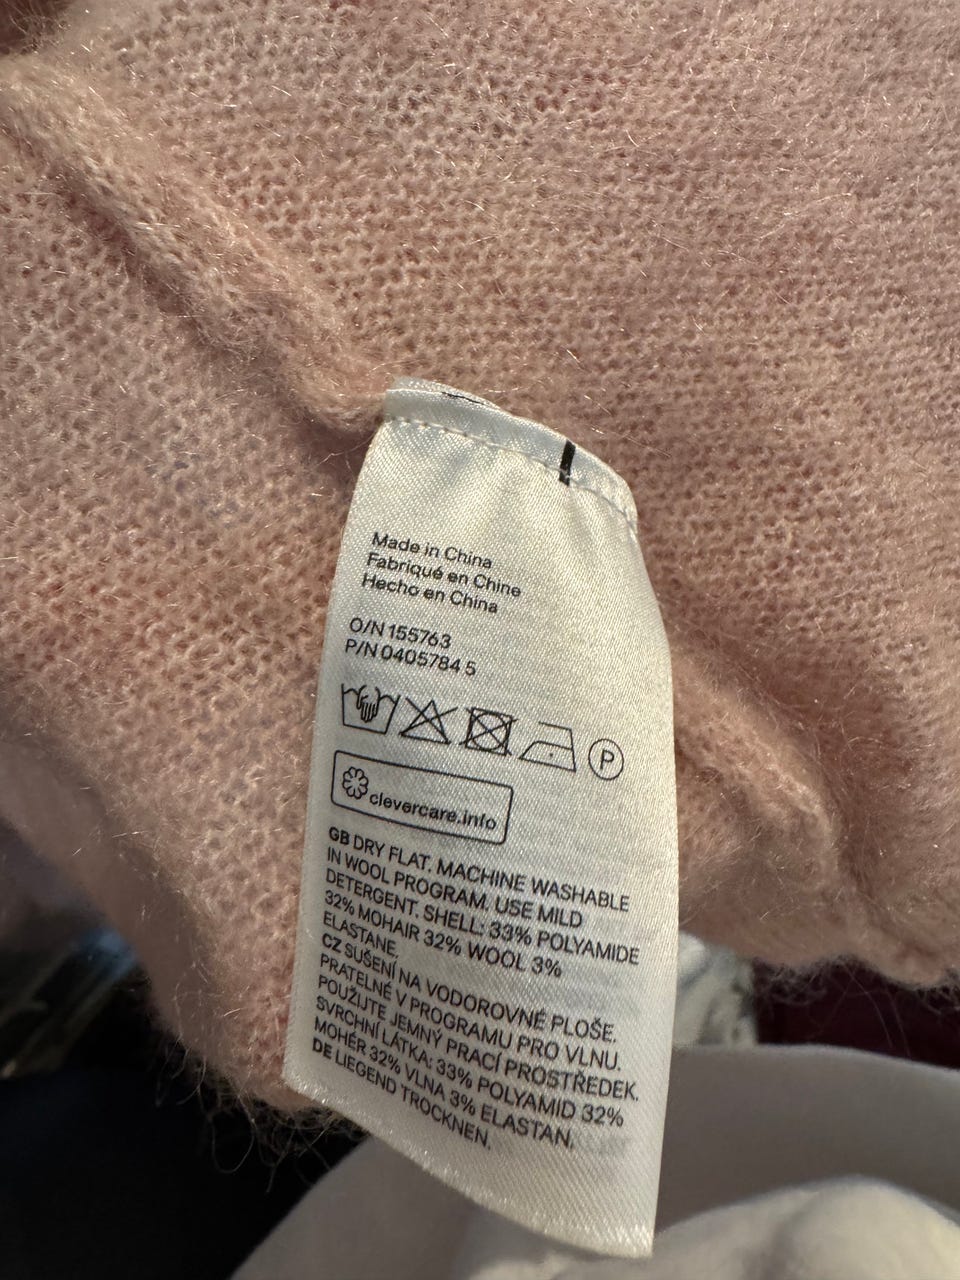 Made in China
Fabriqué en Chine
Hecho en China
O/N 155763
P/N 0405784 5
P
clevercare.info
GB DRY FLAT. MACHINE WASHABLE
IN WOOL PROGRAM. USE MILD
DETERGENT. SHELL: 33% POLYAMIDE
32% MOHAIR 32% WOOL 3%
ELASTANE.
CZ SUŠENÍ NA VODOROVNÉ PLOŠE.
PRATELNÉ V PROGRAMU PRO VLNU.
POUŽIJTE JEMNÝ PRACÍ PROSTŘEDEK.
SVRCHNÍ LÁTKA: 33% POLYAMID 32%
MOHÉR 32% VLNA 3% ELASTAN.
DE LIEGEND TROCKNEN.